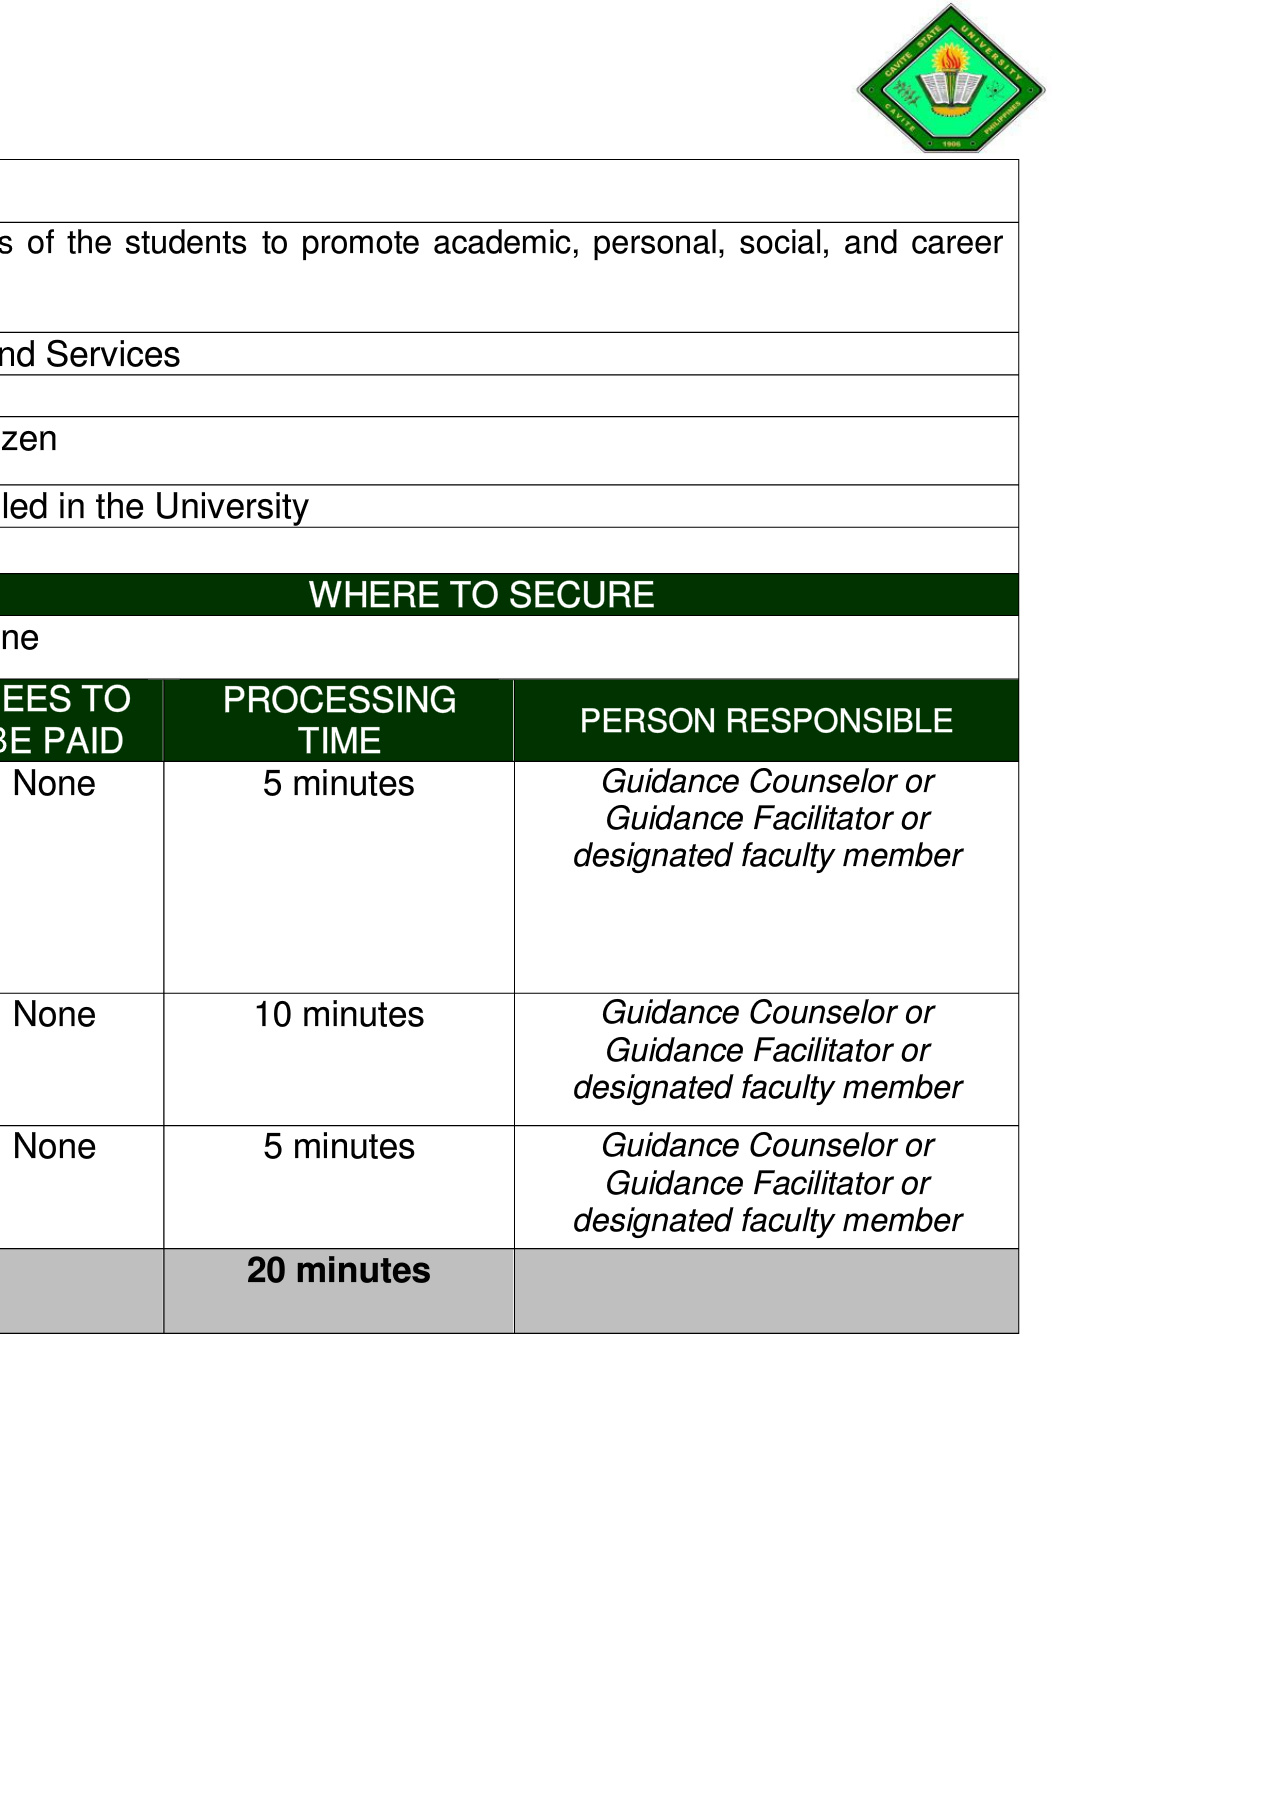 CAVITE STATE UNIVERSITY
CAVITE PHILIPPINES
1906
s of the students to promote academic, personal, social, and career
nd Services
zen
led in the University
WHERE TO SECURE
ne
EES TO
BE PAID
PROCESSING
TIME
PERSON RESPONSIBLE
None
5 minutes
Guidance Counselor or
Guidance Facilitator or
designated faculty member
None
10 minutes
Guidance Counselor or
Guidance Facilitator or
designated faculty member
None
5 minutes
Guidance Counselor or
Guidance Facilitator or
designated faculty member
20 minutes